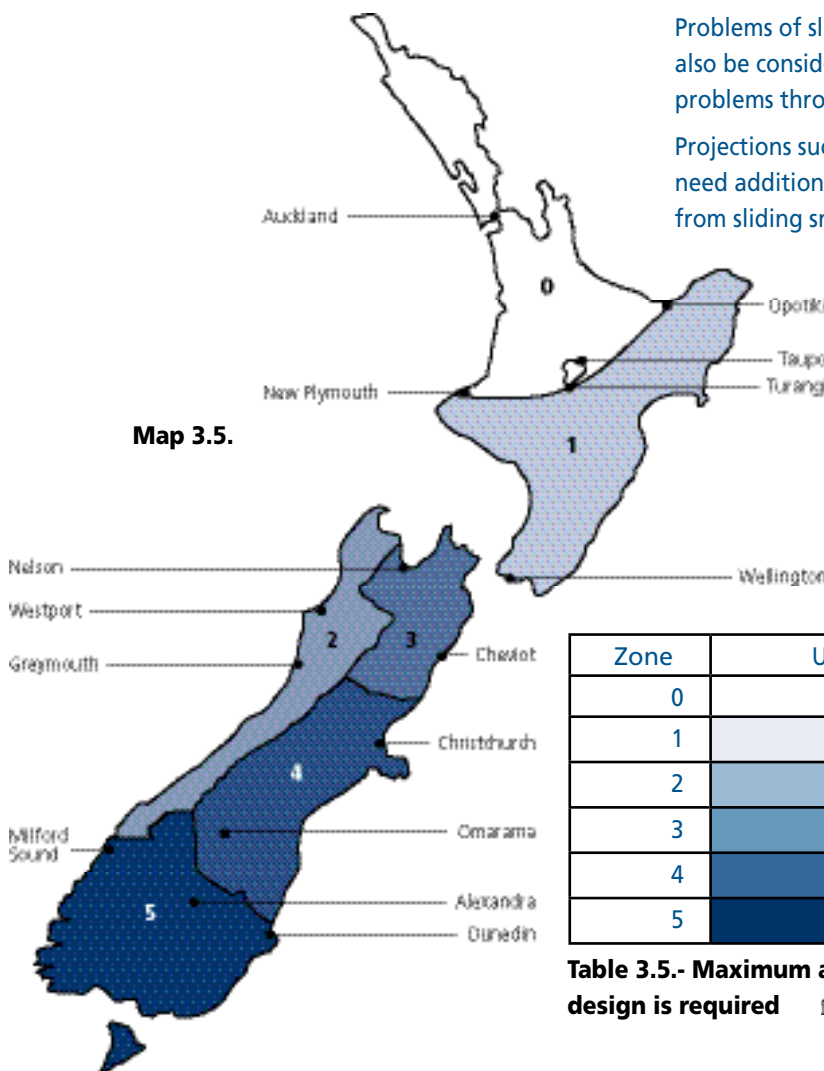 Problems of sl
also be consid
problems thro
Projections suc
need addition
from sliding sn
Auckland
0
Opotiki
Taupo
Turangi
New Plymouth
Map 3.5.
1
Nelson
Westport
Wellington
2
3
Greymouth
Cheviot
Zone U
0
1
2
3
4
5
Christchurch
4
Omarama
Milford
Sound
Alexandra
5
Dunedin
Table 3.5.- Maximum a
design is required